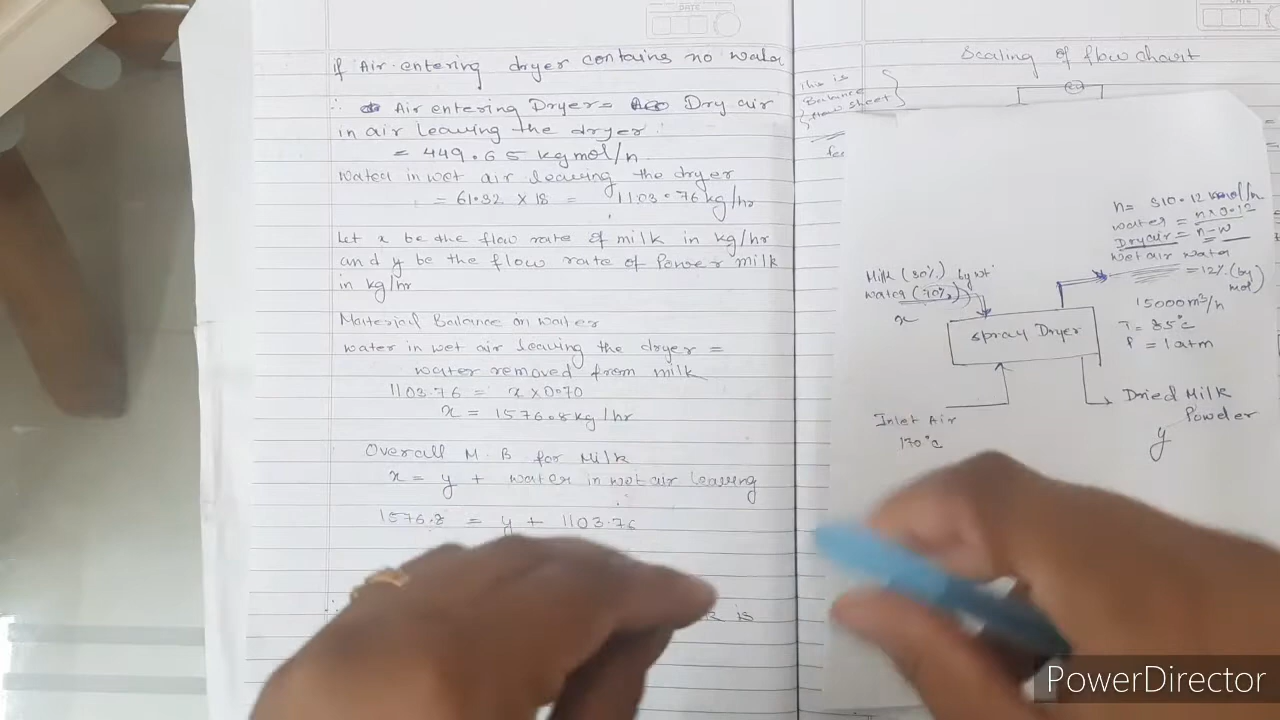 DATE
if Air entering dryer contains no water
∴ Air entering Dryer = Dry air
in air leaving the dryer
= 449.65 kgmol/h
Water in wet air leaving the dryer
= 61.32 x 18 = 1103.76 kg/hr
Let x be the flow rate of milk in kg/hr
and y be the flow rate of Power milk
in kg/hr
Material Balance on water
water in wet air leaving the dryer =
water removed from milk
1103.76 = x x 0.70
x = 1576.8 kg/hr
Overall M.B for Milk
x = y + water in wet air leaving
1576.8 = y + 1103.76
is
DATE
Scaling of flow chart
this is
Balance
flow sheet
n = 510.12 kmol/h
water = n x 0.12
Dry air = n - w
wet air water
= 12% (by
mol)
15000 m³/h
T = 85°C
P = 1 atm
Milk (30%) by wt
water (70%)
x
Spray Dryer
Dried Milk
Powder
y
Inlet Air
170°C
PowerDirector